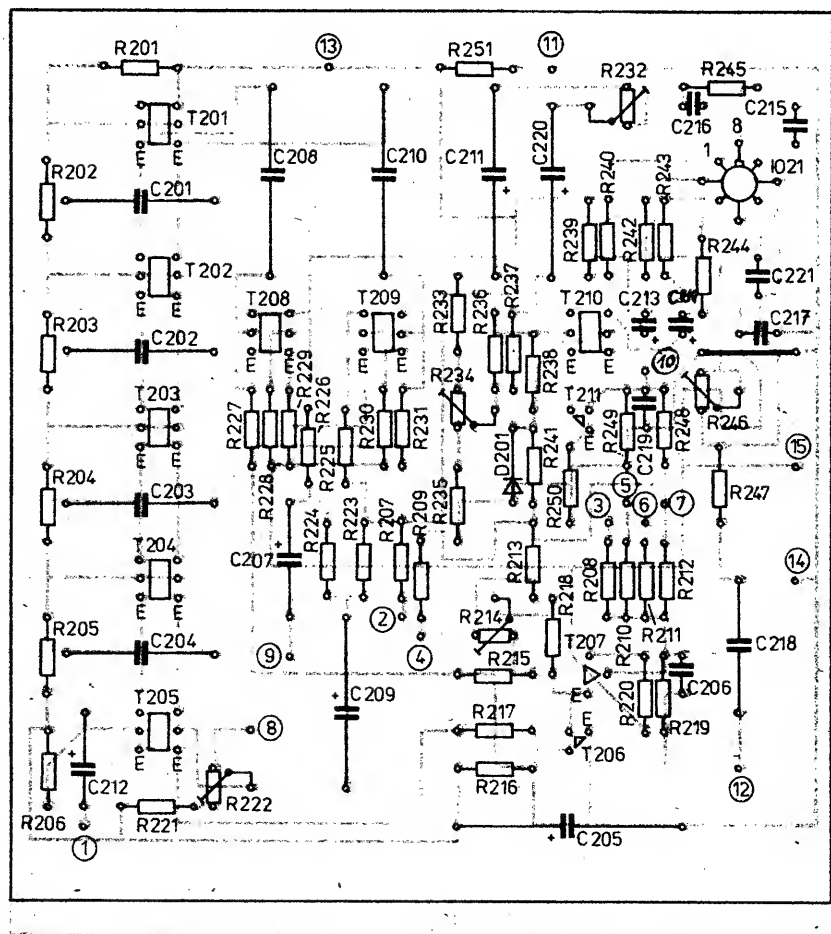 R201
13
R251
11
R232
R245
C216
8
C215
T201
E E
C208
C210
C211
+
C220
+
R240
R243
1
IO21
R202
C201
R239
R242
R244
T202
E E
C221
T208
E E
T209
E E
R233
R236
R237
T210
E E
C213
+
+
C217
R203
C202
R229
R226
R234
R238
10
T203
E E
R227
R228
R225
R230
R231
T211
E
R249
C219
R248
R246
15
D201
R241
R204
C203
R235
R250
5
R247
3
6
7
T204
E E
C207
+
R224
R223
R207
R209
R213
R218
R208
R210
R211
R212
14
2
4
R214
T207
E
R205
C204
9
R215
C218
C209
+
R220
R219
C206
T205
E E
8
R217
E
T206
12
C212
+
R206
R221
R222
R216
1
+
C205